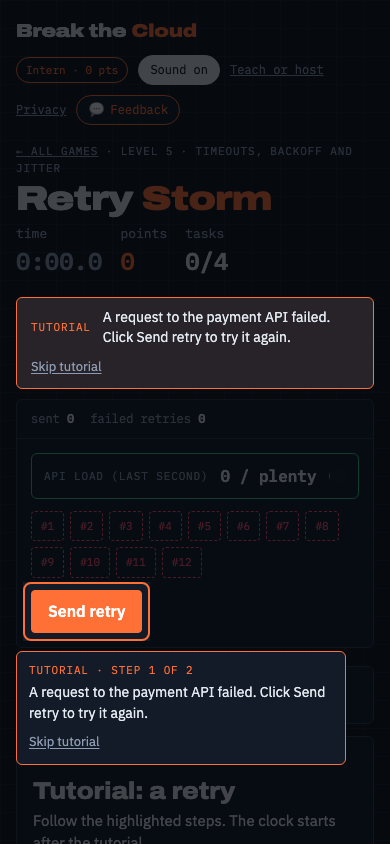 Break the Cloud
Intern · 0 pts
Sound on
Teach or host
Privacy
💬 Feedback
← ALL GAMES · LEVEL 5 · TIMEOUTS, BACKOFF AND
JITTER
Retry Storm
time points tasks
0:00.0 0 0/4
TUTORIAL
A request to the payment API failed.
Click Send retry to try it again.
Skip tutorial
sent 0 failed retries 0
API LOAD (LAST SECOND) 0 / plenty
#1 #2 #3 #4 #5 #6 #7 #8
#9 #10 #11 #12
Send retry
TUTORIAL · STEP 1 OF 2
A request to the payment API failed. Click Send
retry to try it again.
Skip tutorial
Tutorial: a retry
Follow the highlighted steps. The clock starts
after the tutorial.